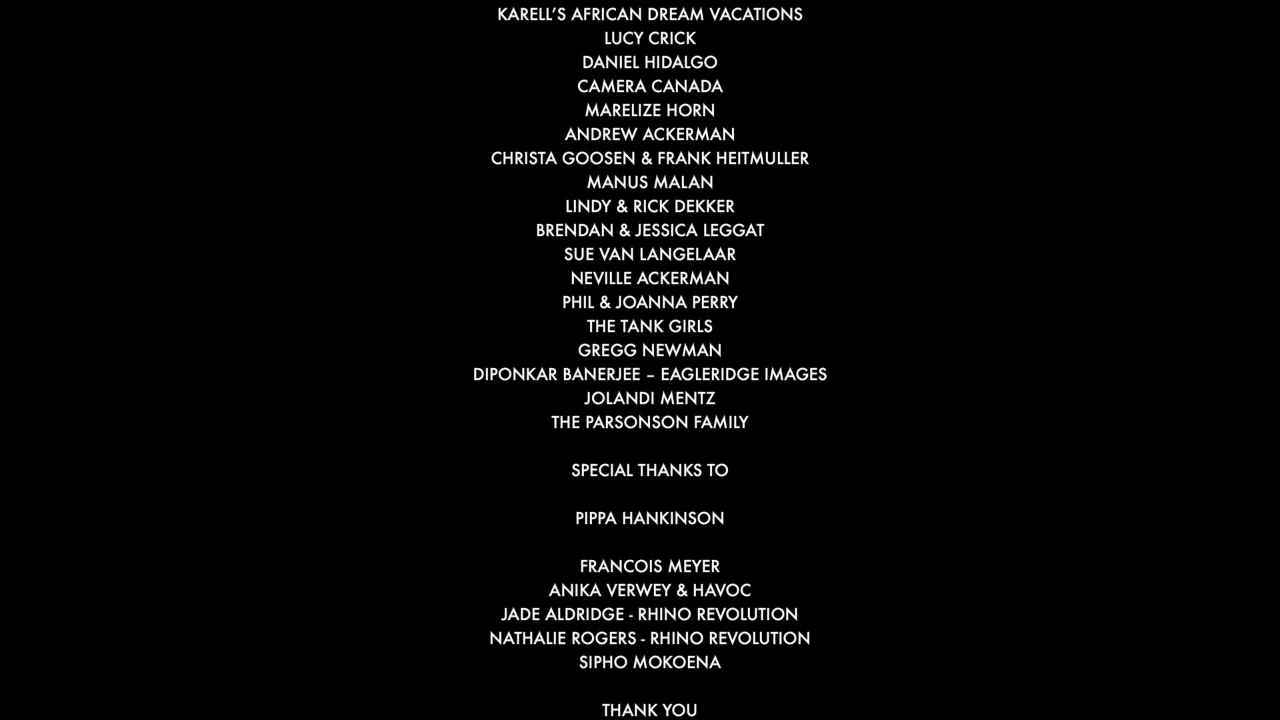 KARELL’S AFRICAN DREAM VACATIONS
LUCY CRICK
DANIEL HIDALGO
CAMERA CANADA
MARELIZE HORN
ANDREW ACKERMAN
CHRISTA GOOSEN & FRANK HEITMULLER
MANUS MALAN
LINDY & RICK DEKKER
BRENDAN & JESSICA LEGGAT
SUE VAN LANGELAAR
NEVILLE ACKERMAN
PHIL & JOANNA PERRY
THE TANK GIRLS
GREGG NEWMAN
DIPONKAR BANERJEE – EAGLERIDGE IMAGES
JOLANDI MENTZ
THE PARSONSON FAMILY
SPECIAL THANKS TO
PIPPA HANKINSON
FRANCOIS MEYER
ANIKA VERWEY & HAVOC
JADE ALDRIDGE - RHINO REVOLUTION
NATHALIE ROGERS - RHINO REVOLUTION
SIPHO MOKOENA
THANK YOU